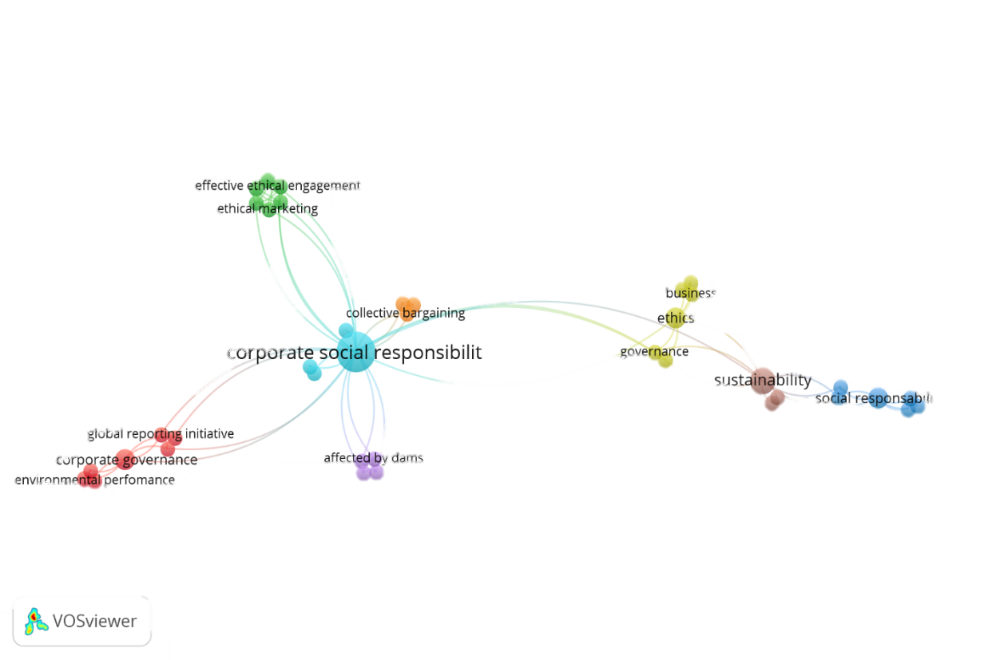 effective ethical engagement
ethical marketing
business
collective bargaining
ethics
corporate social responsibilit
governance
sustainability
social responsabili
global reporting initiative
corporate governance
affected by dams
environmental perfomance
VOSviewer